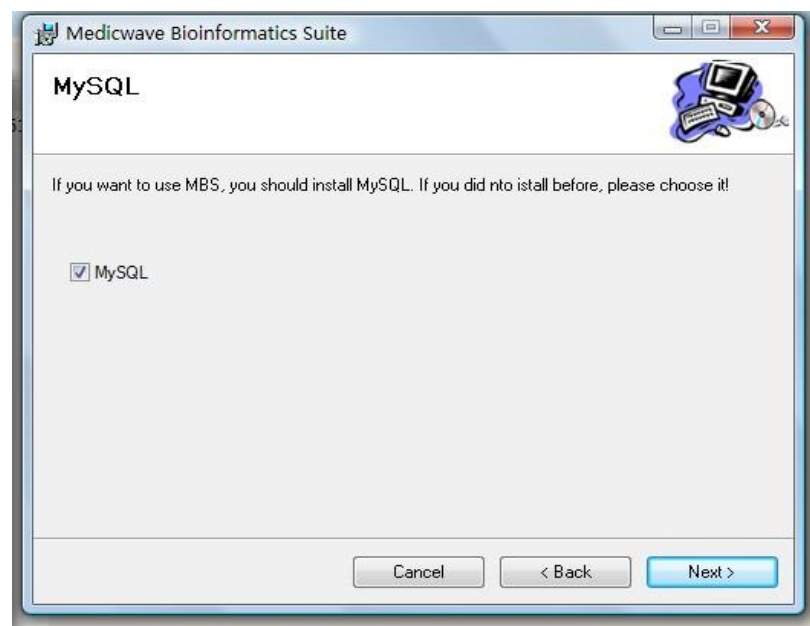 Medicwave Bioinformatics Suite
MySQL
If you want to use MBS, you should install MySQL. If you did nto istall before, please choose it!
MySQL
Cancel
< Back
Next >